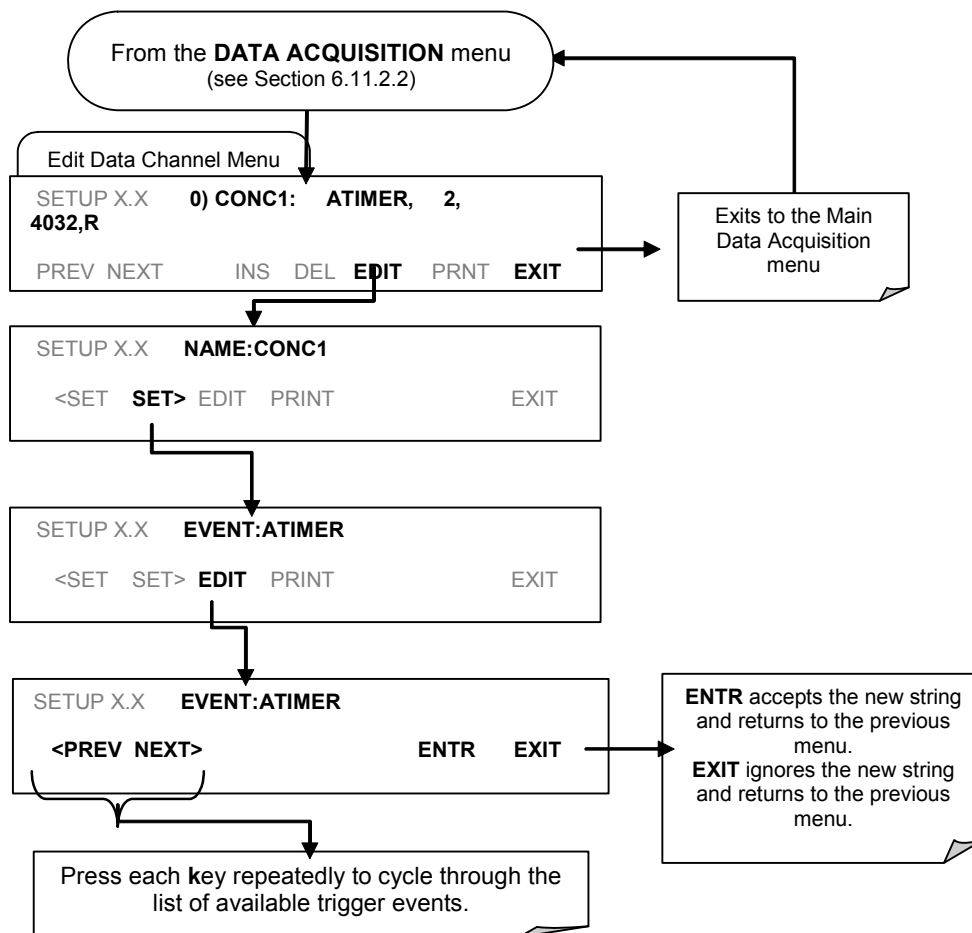 From the DATA ACQUISITION menu
(see Section 6.11.2.2)
Edit Data Channel Menu
SETUP X.X 0) CONC1: ATIMER, 2,
4032,R
PREV NEXT INS DEL EDIT PRNT EXIT
Exits to the Main
Data Acquisition
menu
SETUP X.X NAME:CONC1
<SET SET> EDIT PRINT EXIT
SETUP X.X EVENT:ATIMER
<SET SET> EDIT PRINT EXIT
SETUP X.X EVENT:ATIMER
<PREV NEXT> ENTR EXIT
ENTR accepts the new string
and returns to the previous
menu.
EXIT ignores the new string
and returns to the previous
menu.
Press each key repeatedly to cycle through the
list of available trigger events.